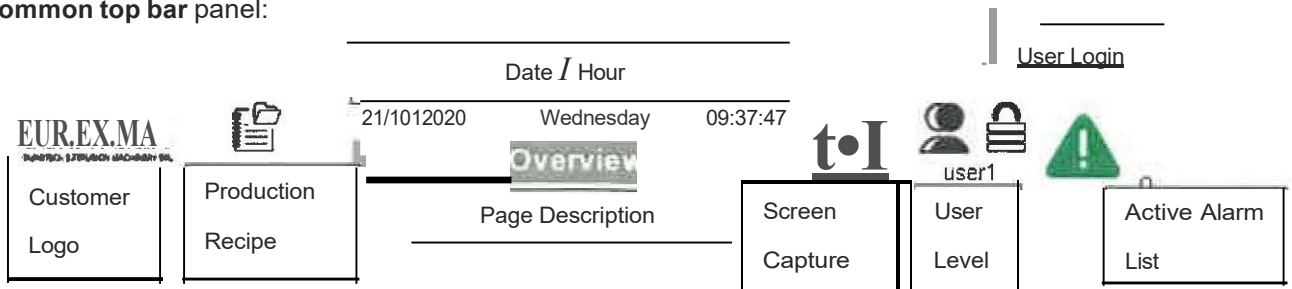 ommon top bar panel:
User Login
Date I Hour
21/1012020 Wednesday 09:37:47
EUR.EX.MA
Overview
t•I
user1
Customer
Logo
Production
Recipe
Page Description
Screen
Capture
User
Level
Active Alarm
List